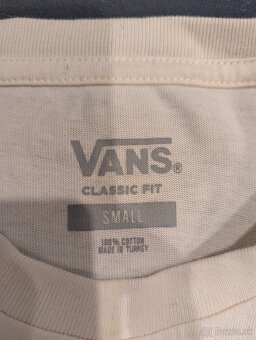 VANS®
CLASSIC FIT
SMALL
100% COTTON
MADE IN TURKEY